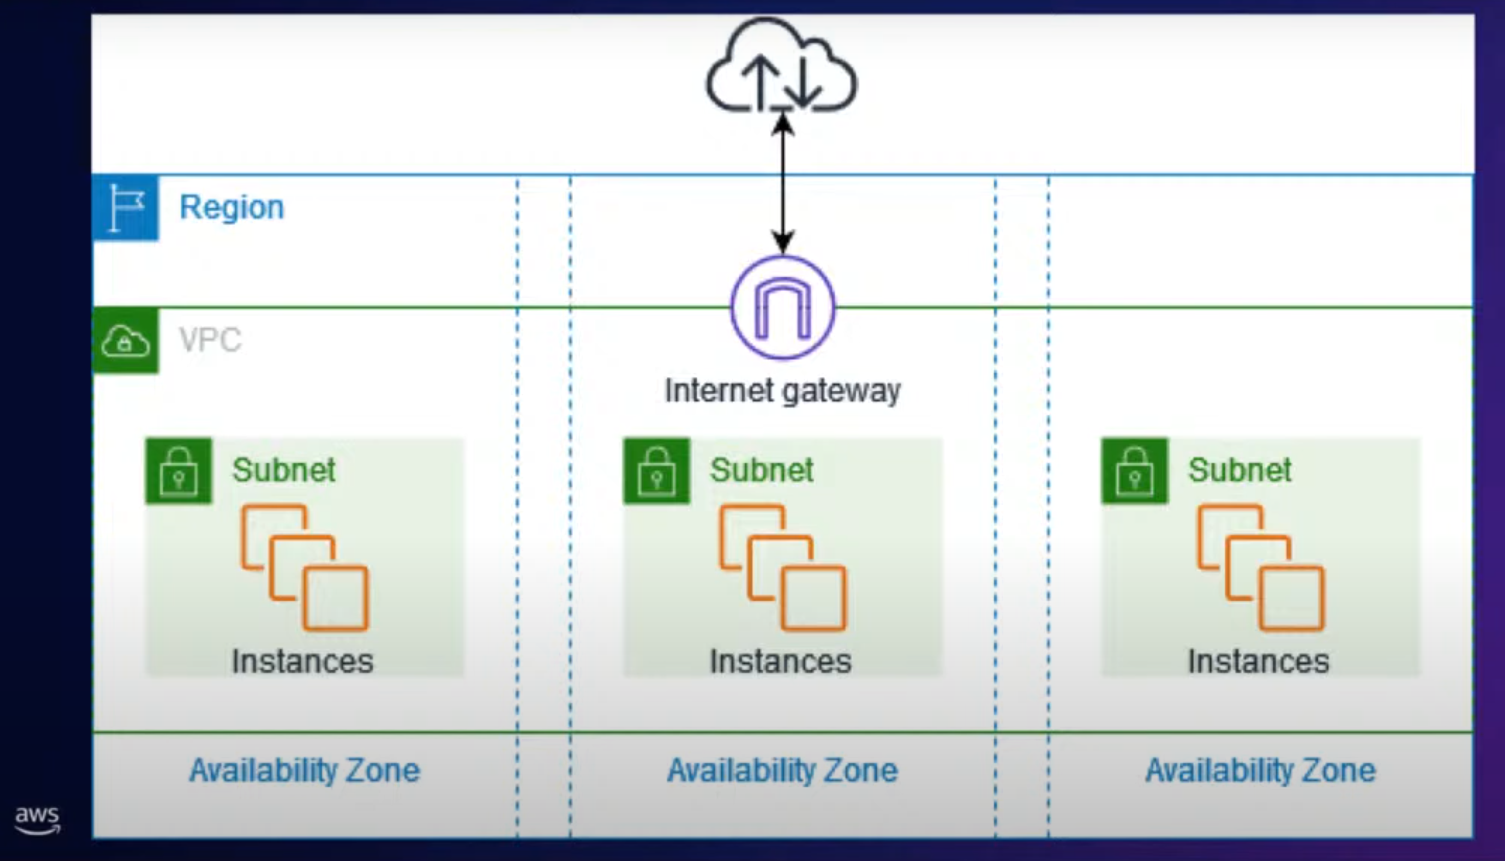 Region
VPC
Internet gateway
Subnet
Subnet
Subnet
Instances
Instances
Instances
Availability Zone
Availability Zone
Availability Zone
aws